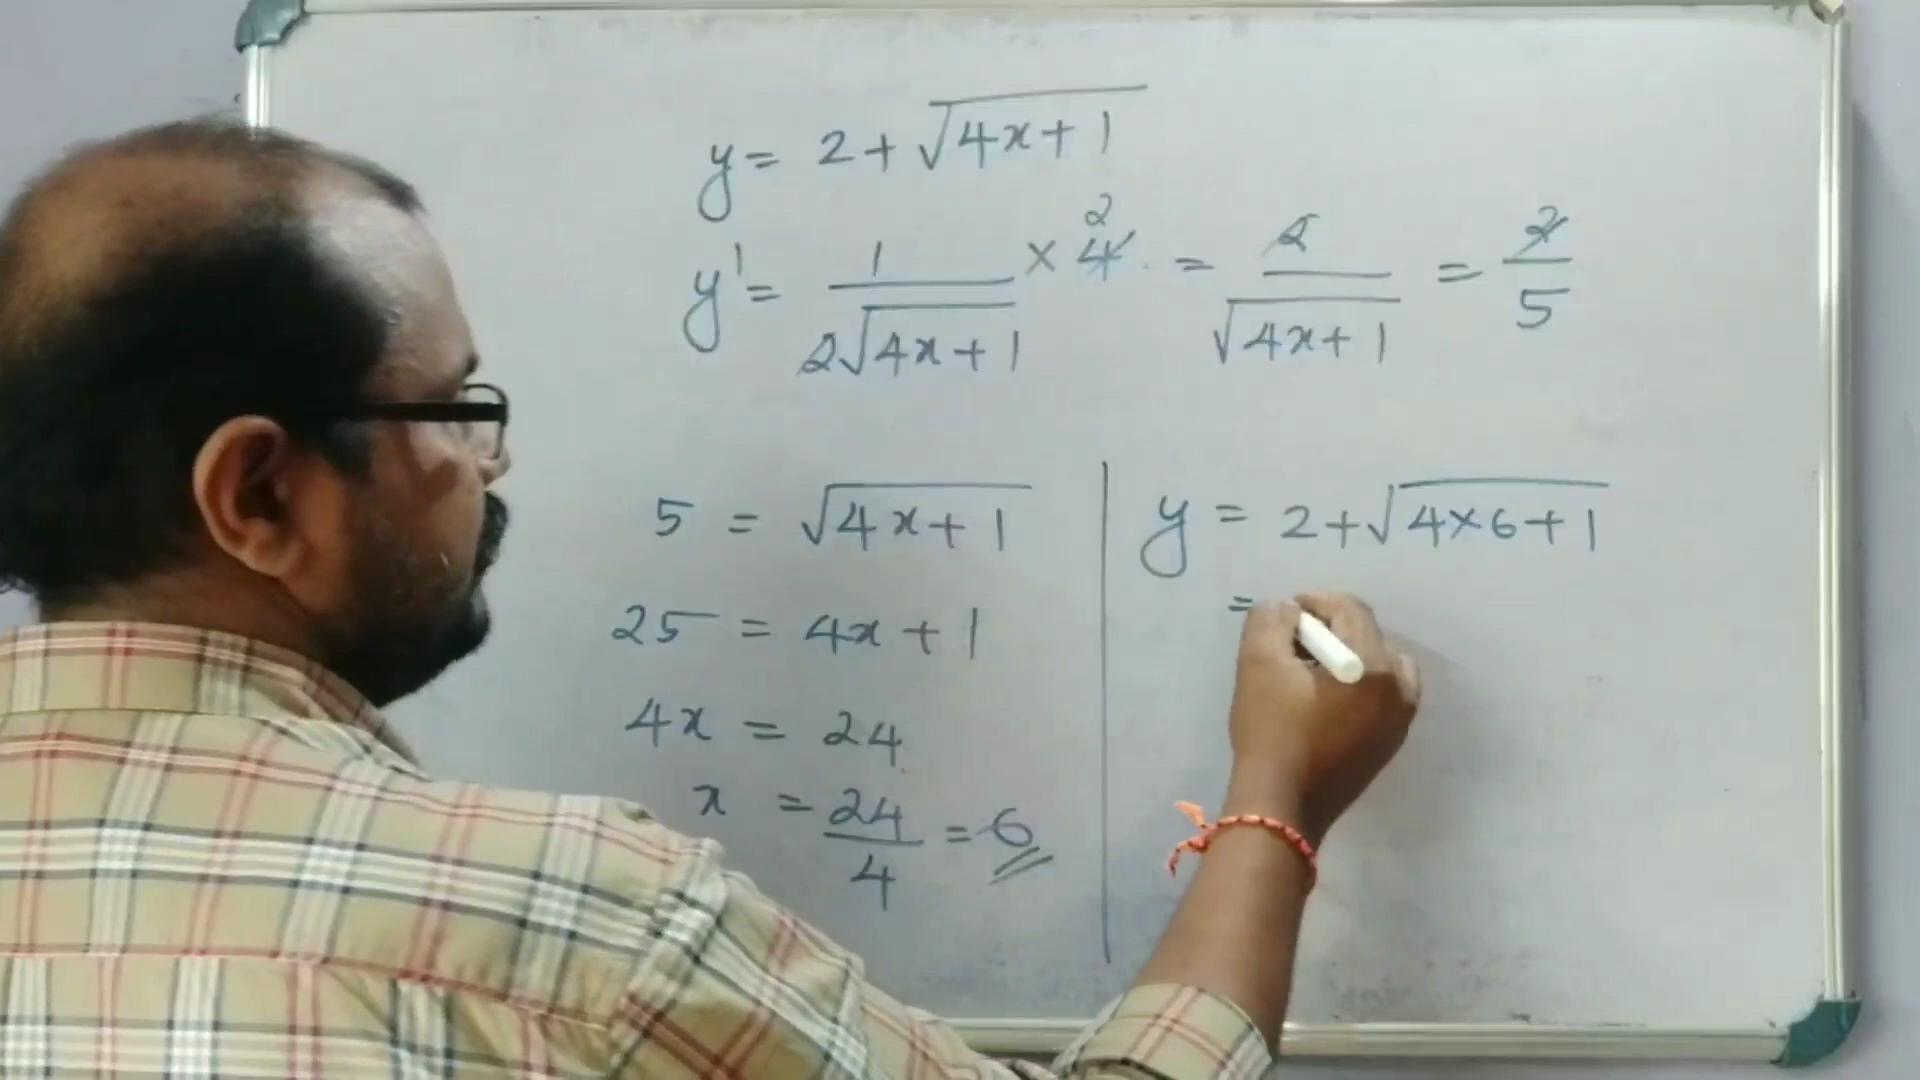 y = 2 + √(4x + 1)
y' = 1 / (2√(4x + 1)) × 4 2 = 2 / √(4x + 1) = 2 / 5
5 = √(4x + 1)
25 = 4x + 1
4x = 24
x = 24 / 4 = 6
y = 2 + √(4 × 6 + 1)
=